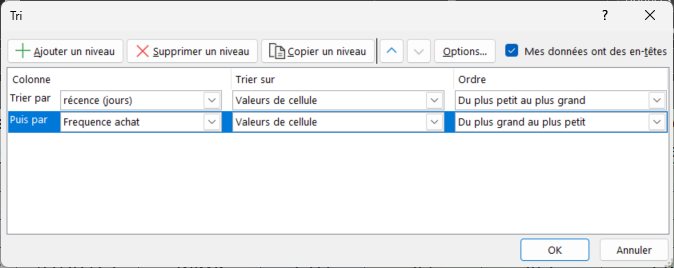 Tri
? ×
Ajouter un niveau Supprimer un niveau Copier un niveau Options... Mes données ont des en-têtes
Colonne Trier sur Ordre
Trier par récence (jours) Valeurs de cellule Du plus petit au plus grand
Puis par Frequence achat Valeurs de cellule Du plus grand au plus petit
OK Annuler